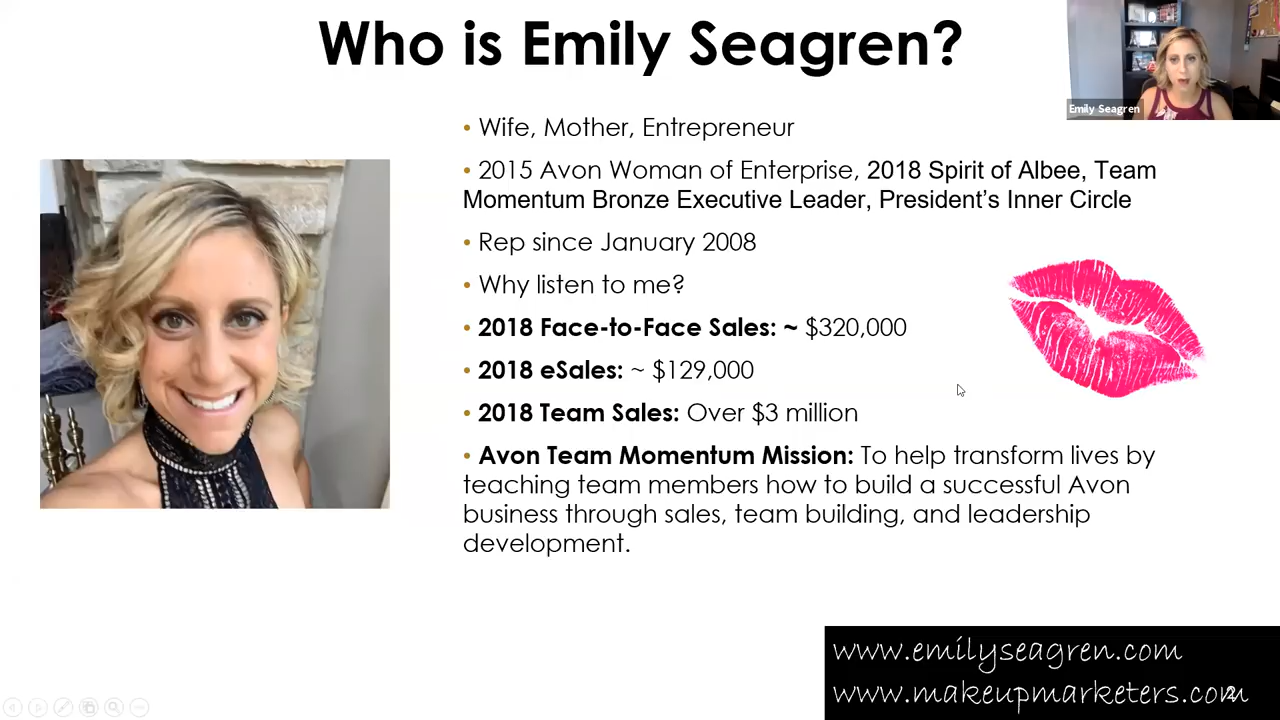 Who is Emily Seagren?
Emily Seagren
• Wife, Mother, Entrepreneur
• 2015 Avon Woman of Enterprise, 2018 Spirit of Albee, Team
Momentum Bronze Executive Leader, President’s Inner Circle
• Rep since January 2008
• Why listen to me?
• 2018 Face-to-Face Sales: ~ $320,000
• 2018 eSales: ~ $129,000
• 2018 Team Sales: Over $3 million
• Avon Team Momentum Mission: To help transform lives by
teaching team members how to build a successful Avon
business through sales, team building, and leadership
development.
www.emilyseagren.com
www.makeupmarketers.com
2